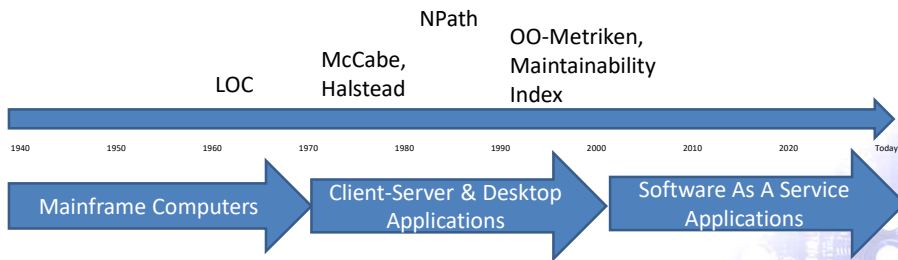 NPath
OO-Metriken,
Maintainability
Index
McCabe,
Halstead
LOC
1940 1950 1960 1970 1980 1990 2000 2010 2020 Today
Mainframe Computers
Client-Server & Desktop
Applications
Software As A Service
Applications